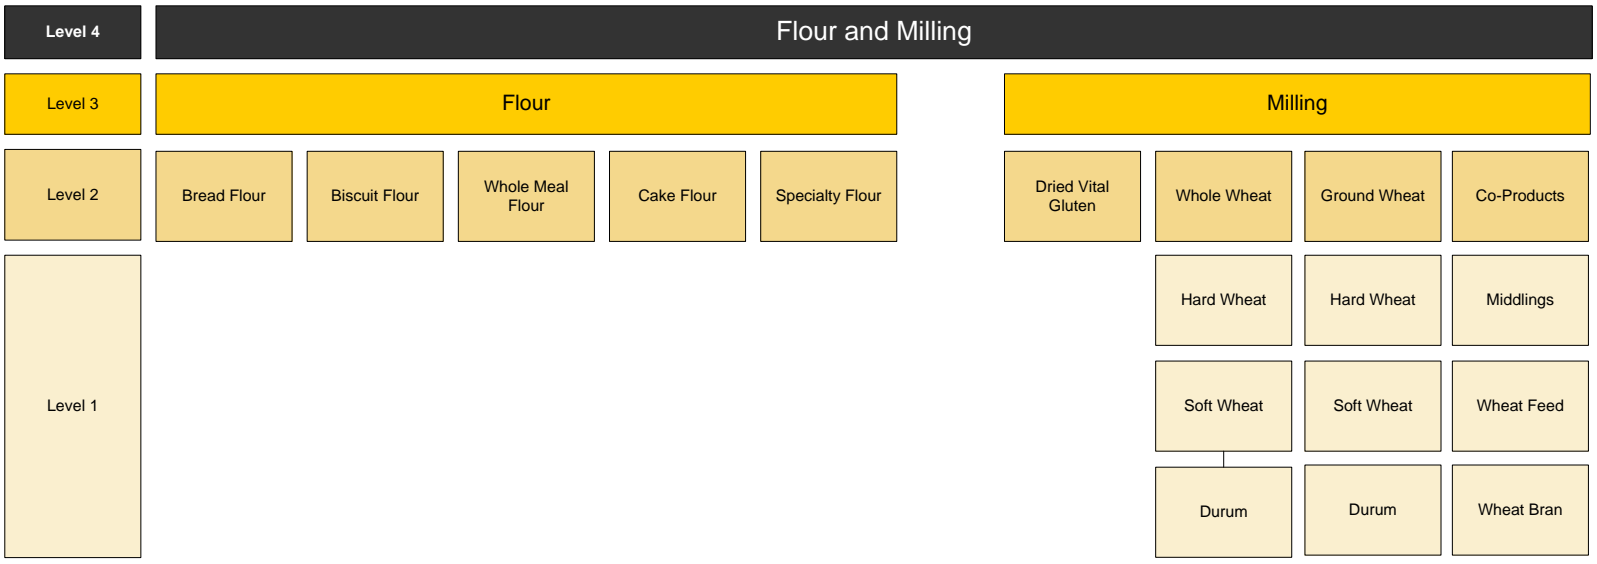 Level 4
Flour and Milling
Level 3
Flour
Milling
Level 2
Bread Flour
Biscuit Flour
Whole Meal
Flour
Cake Flour
Specialty Flour
Dried Vital
Gluten
Whole Wheat
Ground Wheat
Co-Products
Level 1
Hard Wheat
Hard Wheat
Middlings
Soft Wheat
Soft Wheat
Wheat Feed
Durum
Durum
Wheat Bran